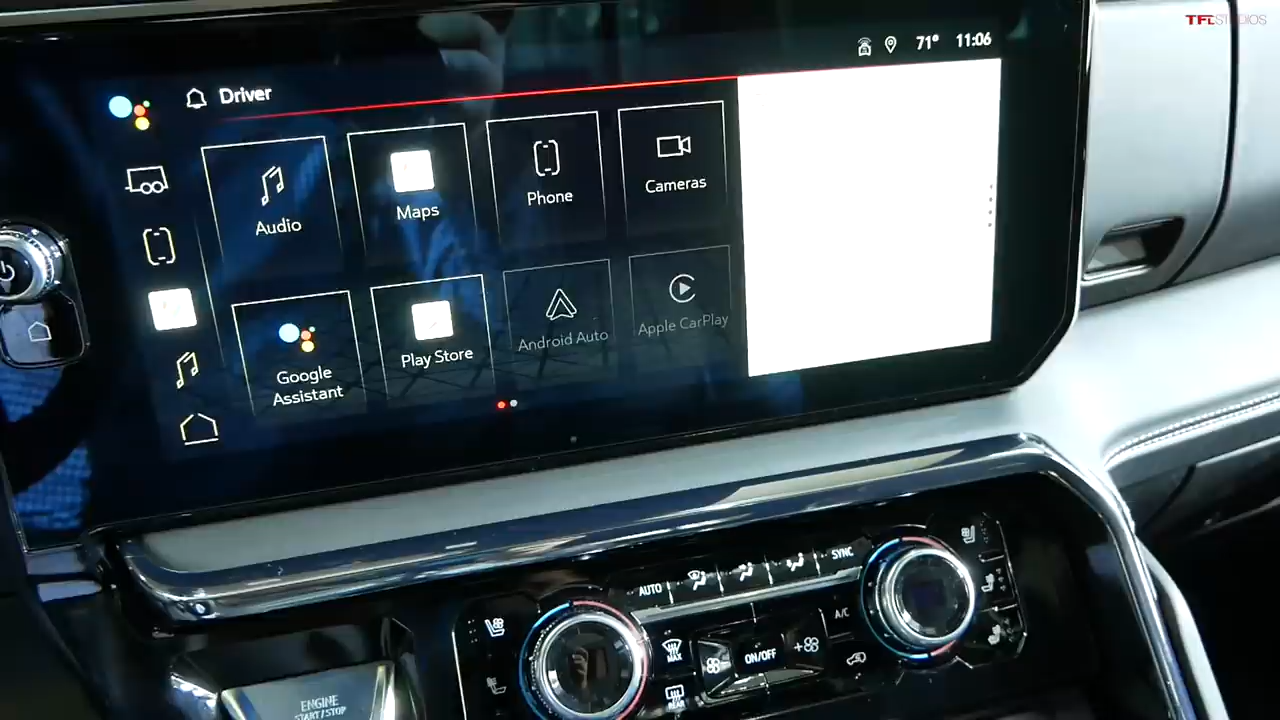 TFLSTUDIOS
71° 11:06
Driver
Audio
Maps
Phone
Cameras
Google
Assistant
Play Store
Android Auto
Apple CarPlay
AUTO
SYNC
A/C
MAX
ON/OFF
REAR
ENGINE
START/STOP